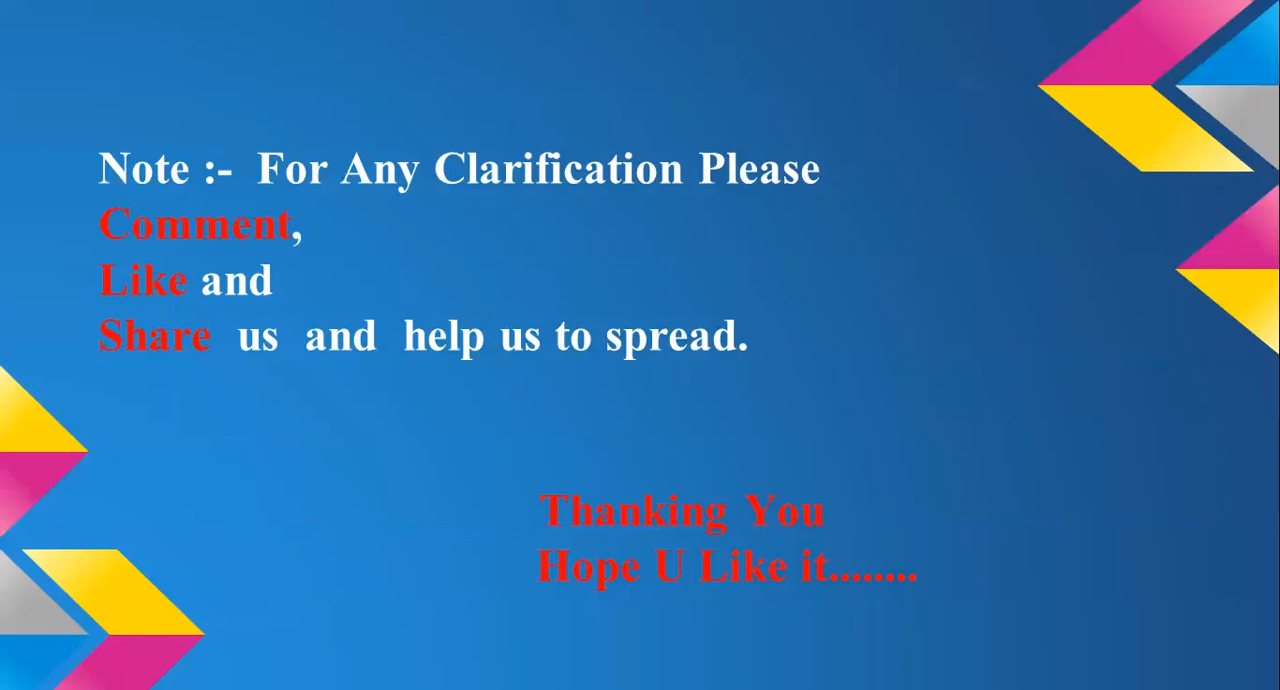 Note :- For Any Clarification Please
Comment,
Like and
Share us and help us to spread.
Thanking You
Hope U Like it........